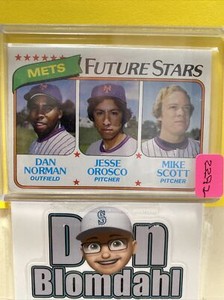 METS FUTURE STARS
DAN NORMAN
OUTFIELD
JESSE OROSCO
PITCHER
MIKE SCOTT
PITCHER
Don
Blomdahl